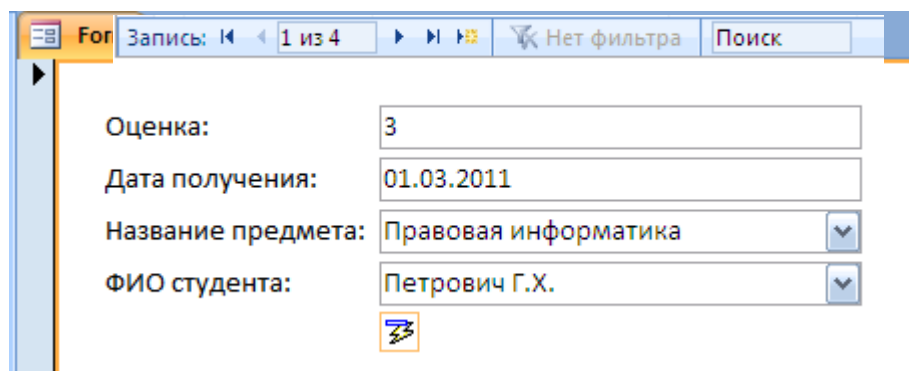 For Запись: 1 из 4 Нет фильтра Поиск
Оценка: 3
Дата получения: 01.03.2011
Название предмета: Правовая информатика
ФИО студента: Петрович Г.Х.